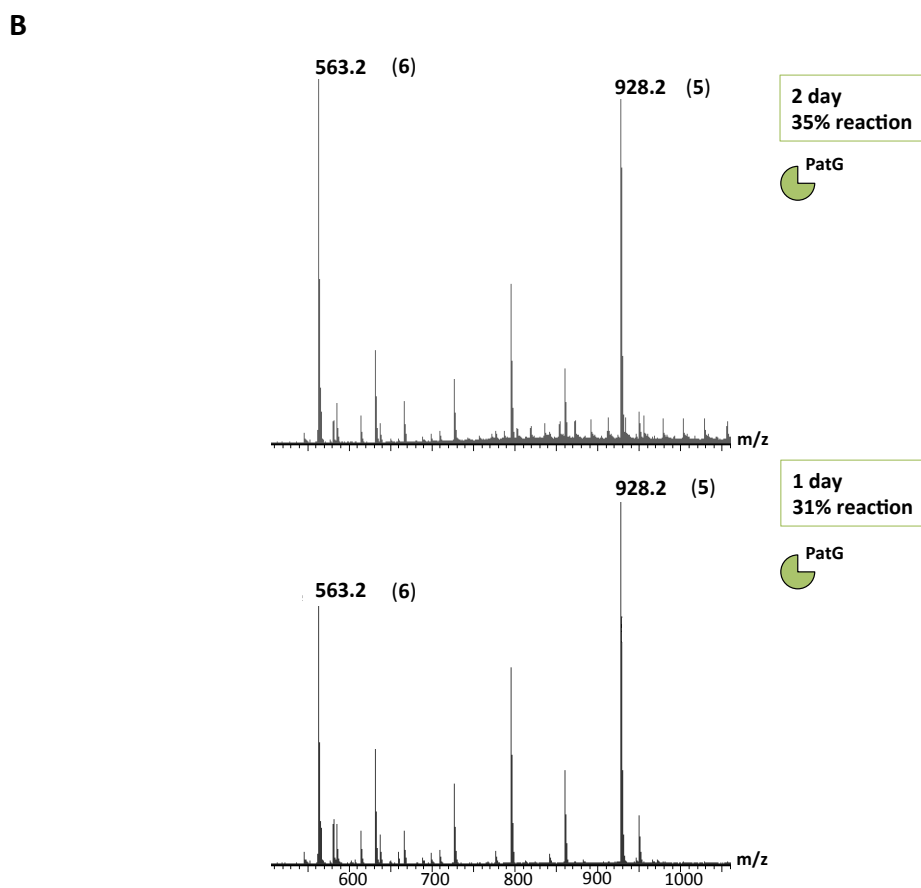 B
563.2 (6)
928.2 (5)
2 day
35% reaction
PatG
m/z
928.2 (5)
1 day
31% reaction
PatG
563.2 (6)
m/z
600 700 800 900 1000